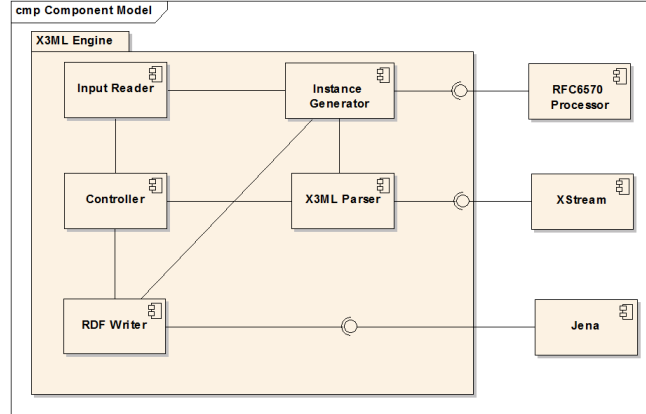 cmp Component Model
X3ML Engine
Input Reader
Instance
Generator
RFC6570
Processor
Controller
X3ML Parser
XStream
RDF Writer
Jena